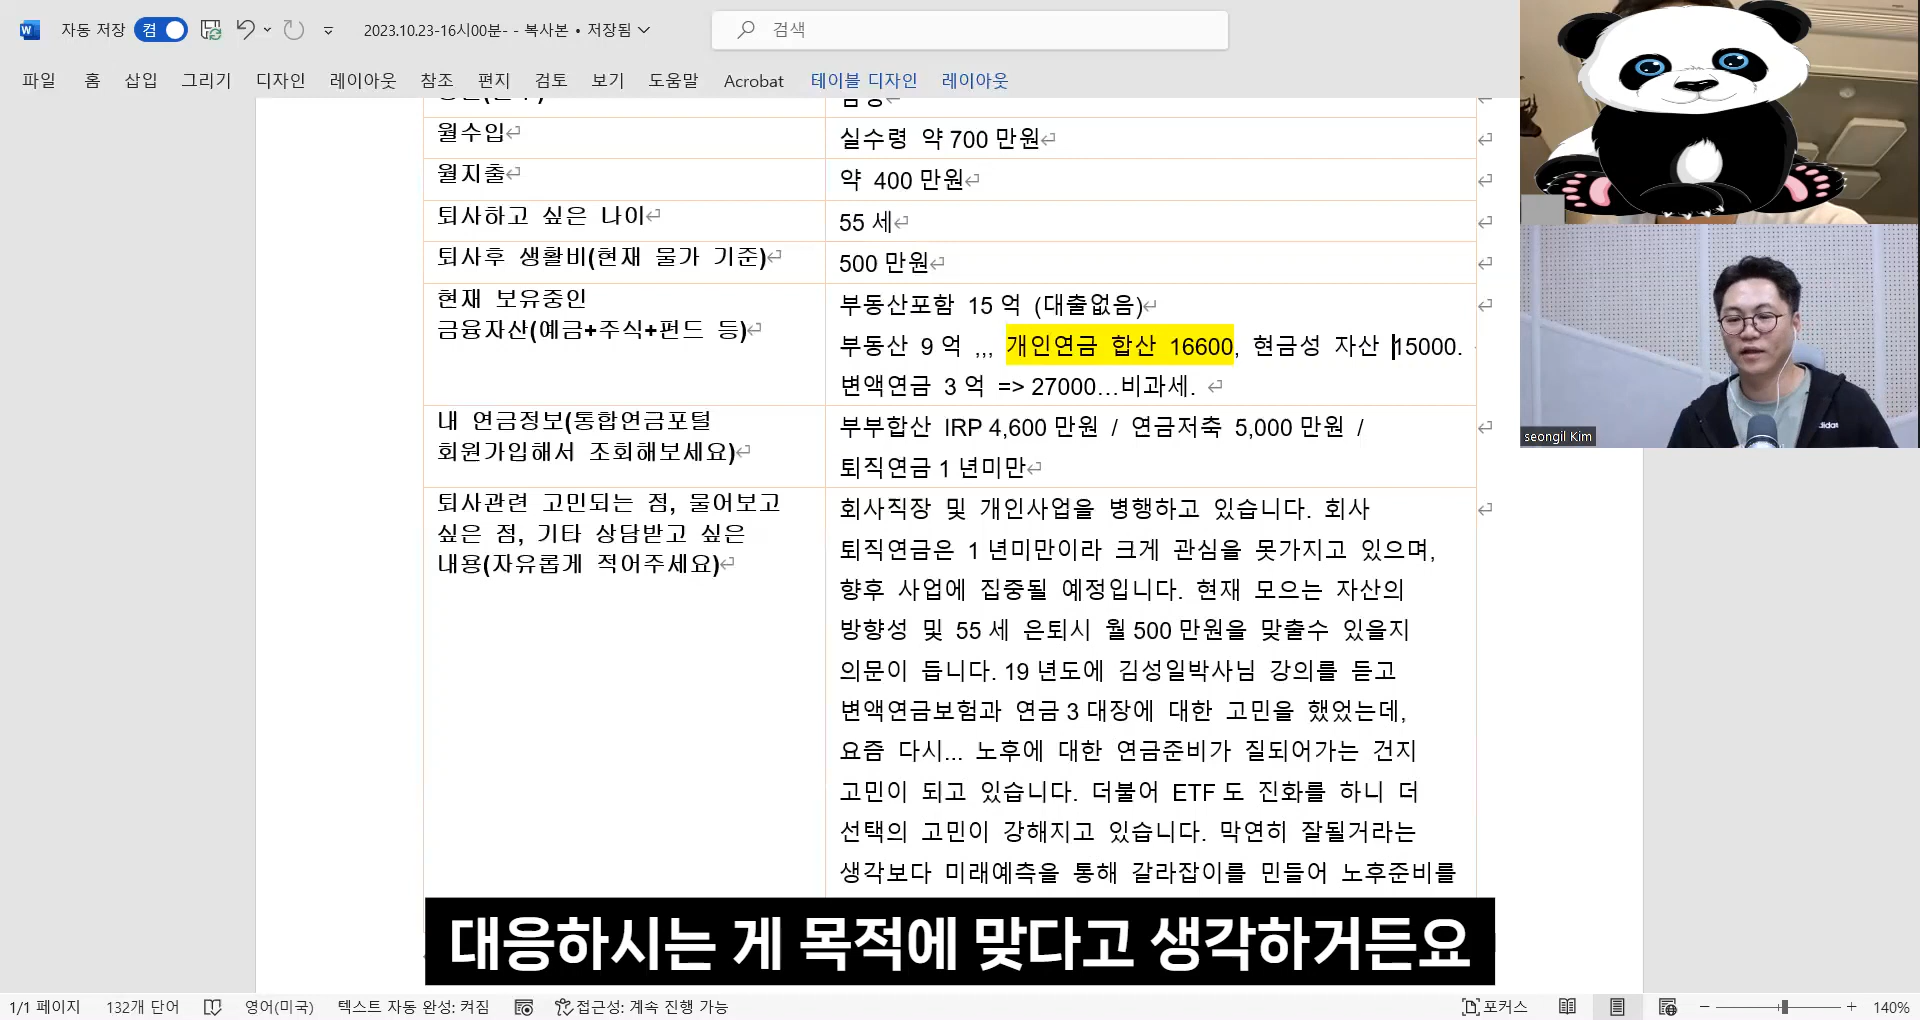 자동 저장 켬 2023.10.23-16시00분- - 복사본 • 저장됨 검색
파일 홈 삽입 그리기 디자인 레이아웃 참조 편지 검토 보기 도움말 Acrobat 테이블 디자인 레이아웃
월수입 실수령 약 700 만원
월지출 약 400 만원
퇴사하고 싶은 나이 55 세
퇴사후 생활비(현재 물가 기준) 500 만원
현재 보유중인
금융자산(예금+주식+펀드 등)
부동산포함 15 억 (대출없음)
부동산 9 억 ,,, 개인연금 합산 16600, 현금성 자산 15000.
변액연금 3 억 => 27000...비과세.
내 연금정보(통합연금포털
회원가입해서 조회해보세요)
부부합산 IRP 4,600 만원 / 연금저축 5,000 만원 /
퇴직연금 1 년미만
퇴사관련 고민되는 점, 물어보고
싶은 점, 기타 상담받고 싶은
내용(자유롭게 적어주세요)
회사직장 및 개인사업을 병행하고 있습니다. 회사
퇴직연금은 1 년미만이라 크게 관심을 못가지고 있으며,
향후 사업에 집중될 예정입니다. 현재 모으는 자산의
방향성 및 55 세 은퇴시 월 500 만원을 맞출수 있을지
의문이 듭니다. 19 년도에 김성일박사님 강의를 듣고
변액연금보험과 연금 3 대장에 대한 고민을 했었는데,
요즘 다시... 노후에 대한 연금준비가 잘되어가는 건지
고민이 되고 있습니다. 더불어 ETF 도 진화를 하니 더
선택의 고민이 강해지고 있습니다. 막연히 잘될거라는
생각보다 미래예측을 통해 갈라잡이를 민들어 노후준비를
seongil Kim
대응하시는 게 목적에 맞다고 생각하거든요
1/1 페이지 132개 단어 영어(미국) 텍스트 자동 완성: 켜짐 접근성: 계속 진행 가능 포커스 140%